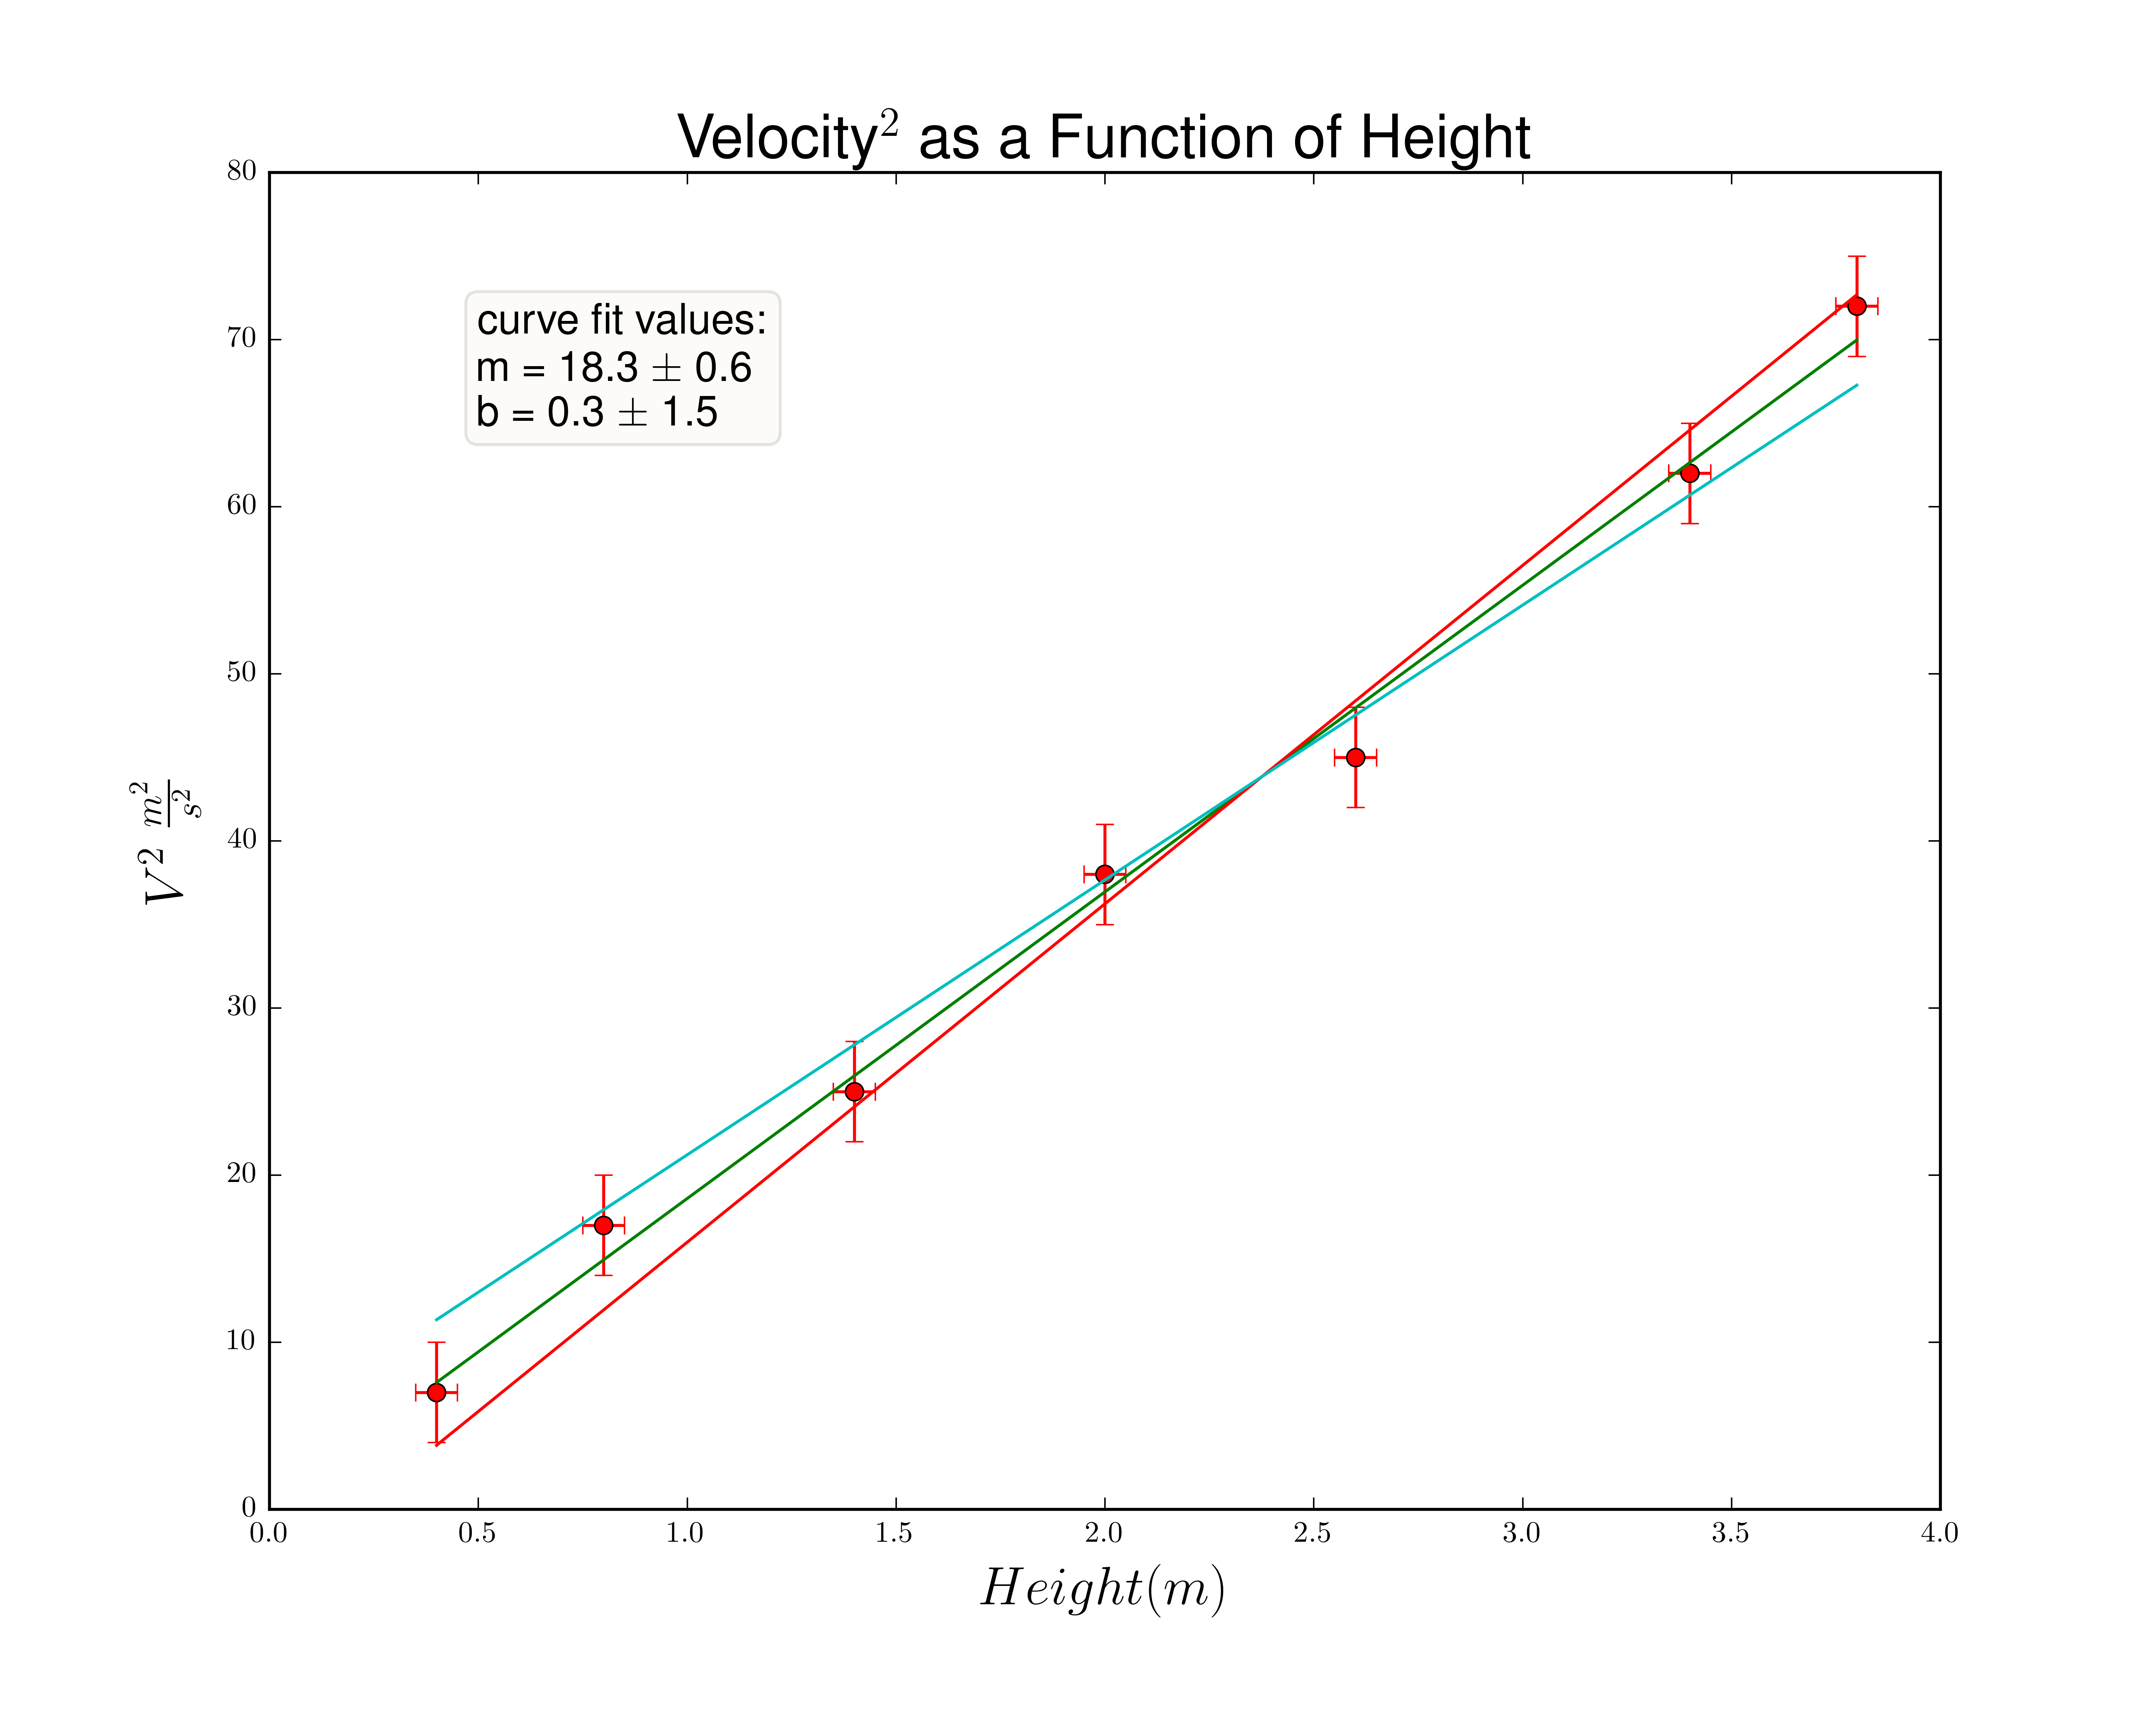 Velocity² as a Function of Height
80
70
60
50
40
30
20
10
0
curve fit values:
m = 18.3 ± 0.6
b = 0.3 ± 1.5
V² m²/s²
0.0 0.5 1.0 1.5 2.0 2.5 3.0 3.5 4.0
Height(m)